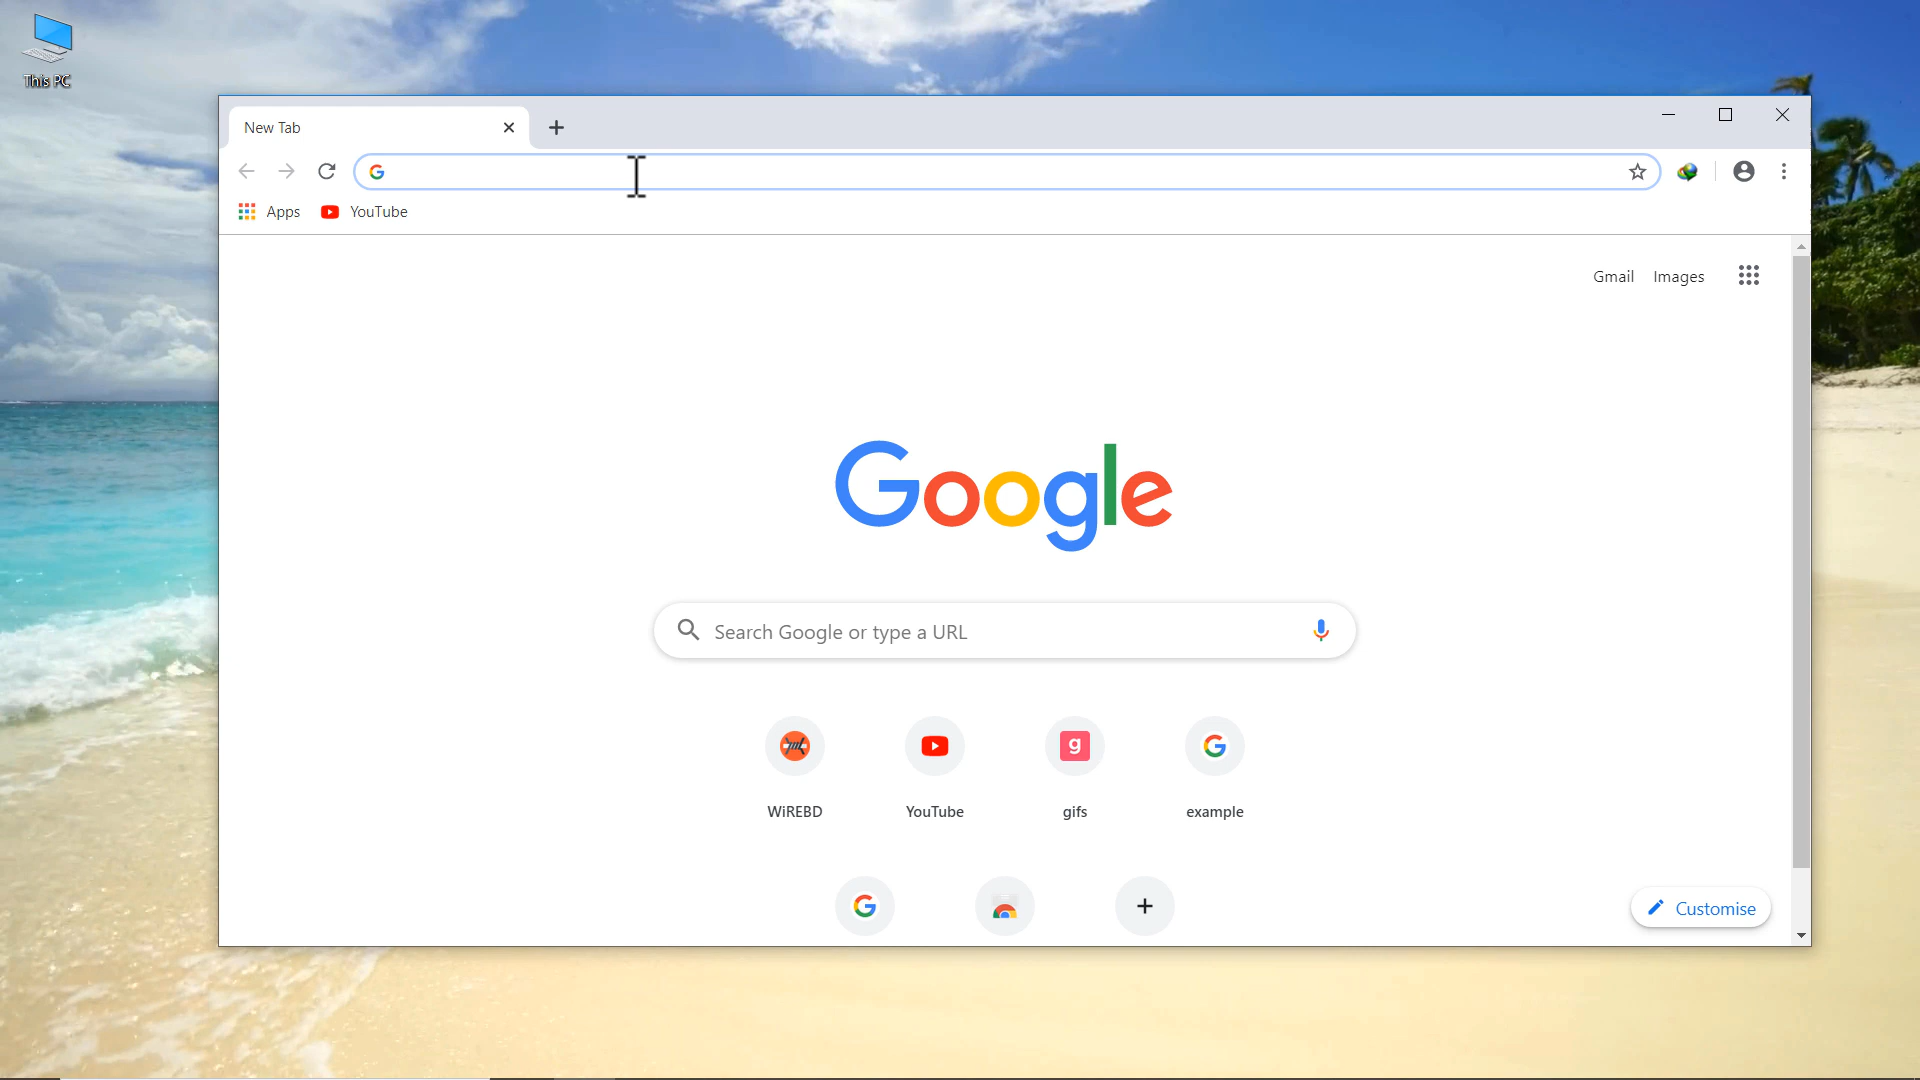 This PC
New Tab
Apps
YouTube
Gmail
Images
Google
Search Google or type a URL
WiREBD
YouTube
g
gifs
example
Customise